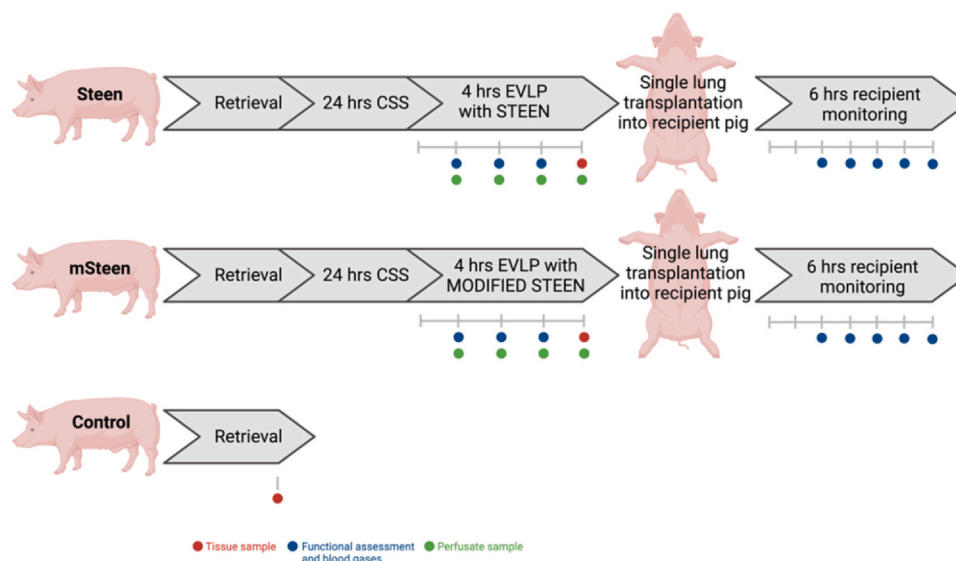 Steen
Retrieval
24 hrs CSS
4 hrs EVLP
with STEEN
Single lung
transplantation
into recipient pig
6 hrs recipient
monitoring
mSteen
Retrieval
24 hrs CSS
4 hrs EVLP with
MODIFIED STEEN
Single lung
transplantation
into recipient pig
6 hrs recipient
monitoring
Control
Retrieval
Tissue sample
Functional assessment
and blood gases
Perfusate sample